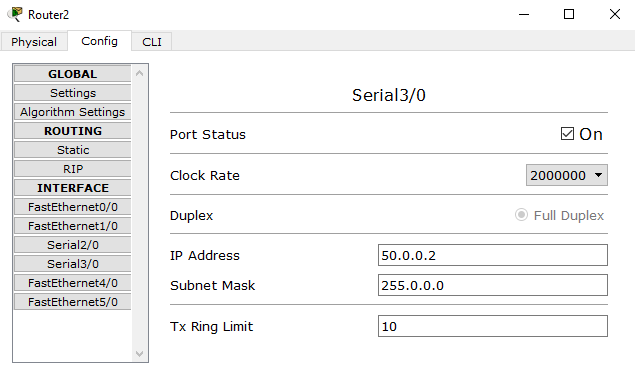 Router2
Physical Config CLI
GLOBAL
Settings
Algorithm Settings
ROUTING
Static
RIP
INTERFACE
FastEthernet0/0
FastEthernet1/0
Serial2/0
Serial3/0
FastEthernet4/0
FastEthernet5/0
Serial3/0
Port Status On
Clock Rate 2000000
Duplex Full Duplex
IP Address 50.0.0.2
Subnet Mask 255.0.0.0
Tx Ring Limit 10